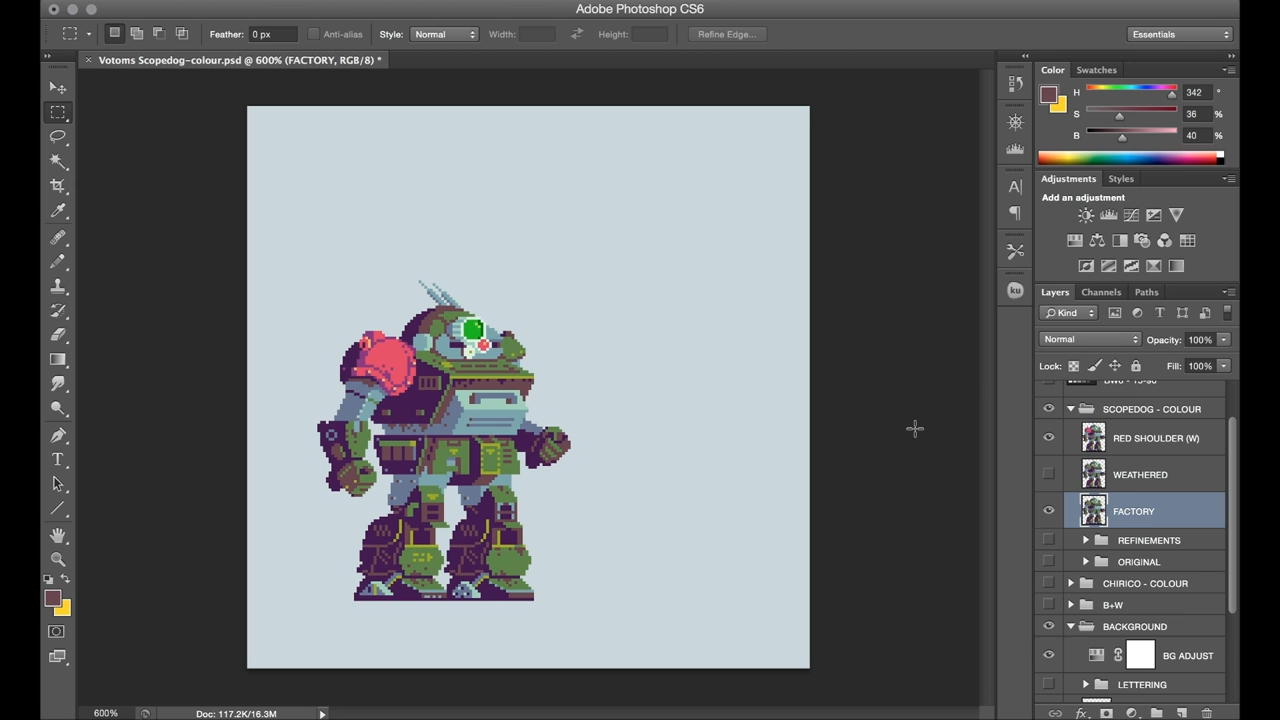 Adobe Photoshop CS6
Feather: 0 px Anti-alias Style: Normal Width: Height: Refine Edge... Essentials
× Votoms Scopedog-colour.psd @ 600% (FACTORY, RGB/8) *
Color Swatches
H 342 °
S 36 %
B 40 %
Adjustments Styles
Add an adjustment
ku
Layers Channels Paths
Kind
Normal Opacity: 100%
Lock: Fill: 100%
SCOPEDOG - COLOUR
RED SHOULDER (W)
WEATHERED
FACTORY
REFINEMENTS
ORIGINAL
CHIRICO - COLOUR
B+W
BACKGROUND
BG ADJUST
LETTERING
600% Doc: 117.2K/16.3M